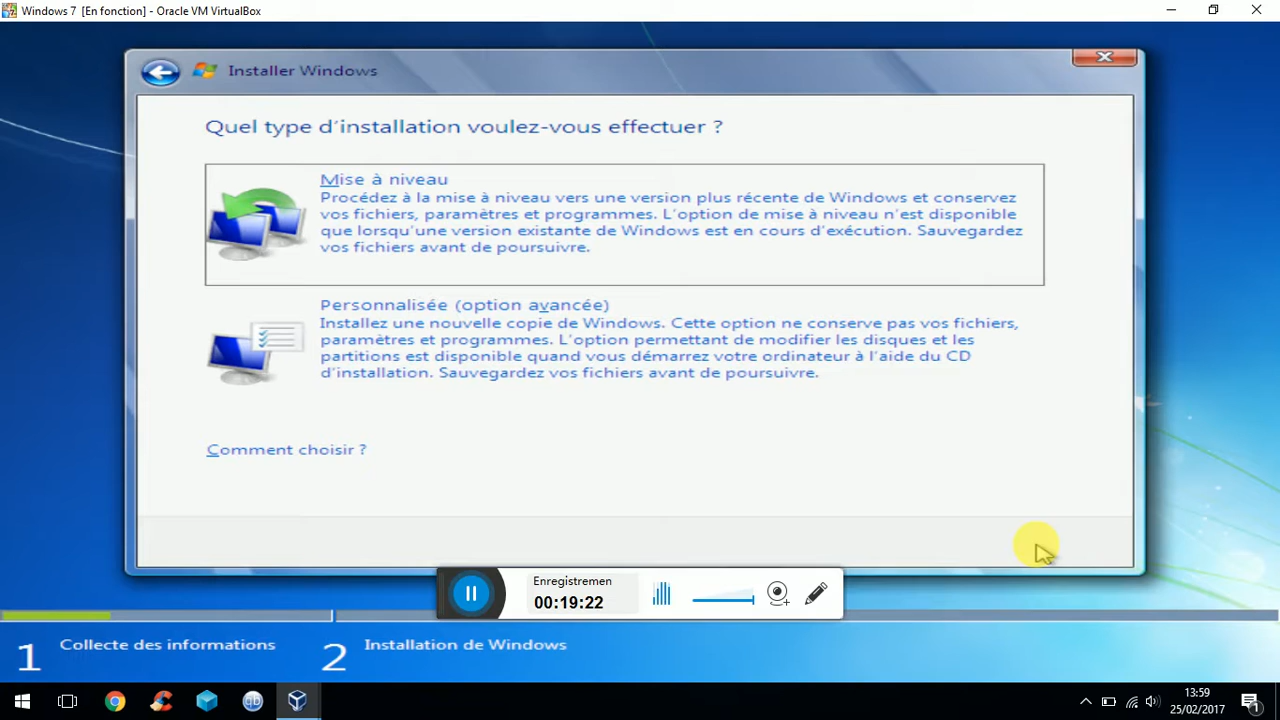 Windows 7 [En fonction] - Oracle VM VirtualBox
Installer Windows
Quel type d'installation voulez-vous effectuer ?
Mise à niveau
Procédez à la mise à niveau vers une version plus récente de Windows et conservez
vos fichiers, paramètres et programmes. L'option de mise à niveau n'est disponible
que lorsqu'une version existante de Windows est en cours d'exécution. Sauvegardez
vos fichiers avant de poursuivre.
Personnalisée (option avancée)
Installez une nouvelle copie de Windows. Cette option ne conserve pas vos fichiers,
paramètres et programmes. L'option permettant de modifier les disques et les
partitions est disponible quand vous démarrez votre ordinateur à l'aide du CD
d'installation. Sauvegardez vos fichiers avant de poursuivre.
Comment choisir ?
Enregistremen
00:19:22
1 Collecte des informations
2 Installation de Windows
13:59
25/02/2017
1